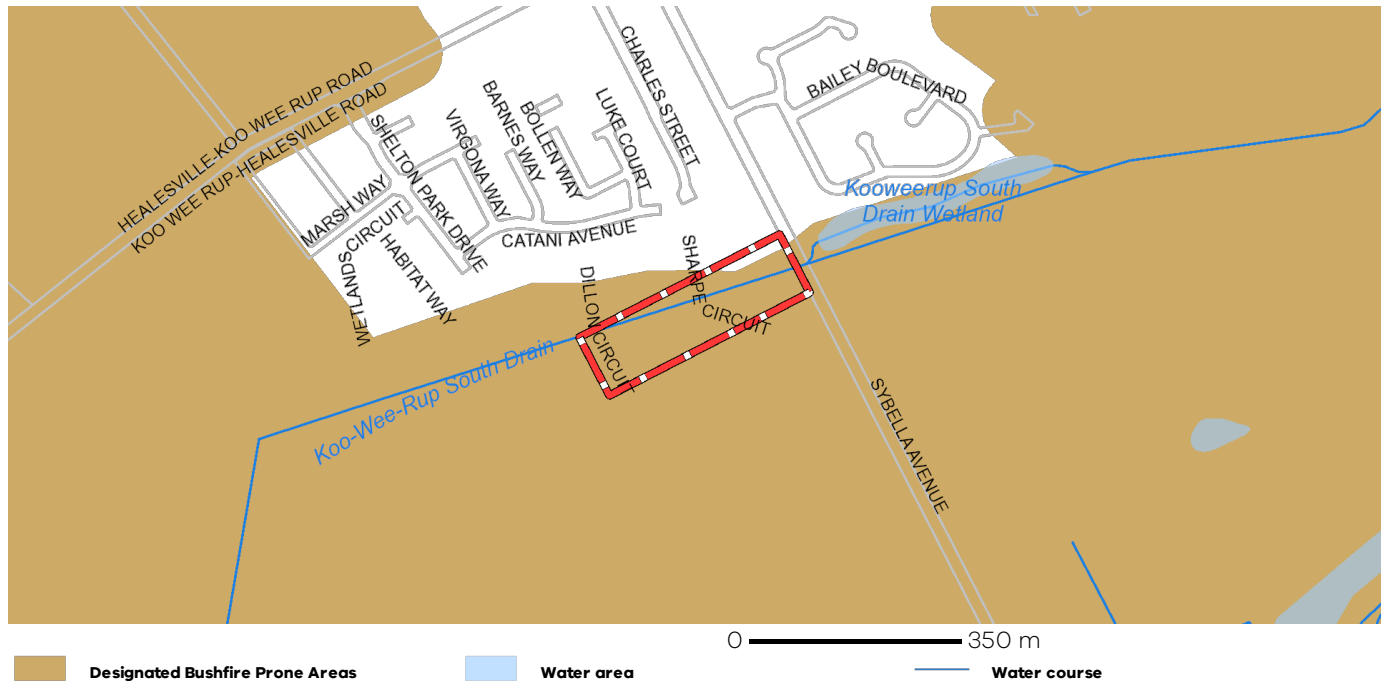 HEALESVILLE-KOO WEE RUP ROAD
KOO WEE RUP-HEALESVILLE ROAD
CHARLES STREET
BAILEY BOULEVARD
SHELTON PARK DRIVE
VIRGONA WAY
BARNES WAY
BOLLEN WAY
LUKE COURT
MARSH WAY
WETLANDS CIRCUIT
HABITAT WAY
CATANI AVENUE
Kooweerup South
Drain Wetland
SHARPE CIRCUIT
DILLON CIRCUIT
Koo-Wee-Rup South Drain
SYBELLA AVENUE
0 350 m
Designated Bushfire Prone Areas
Water area
Water course